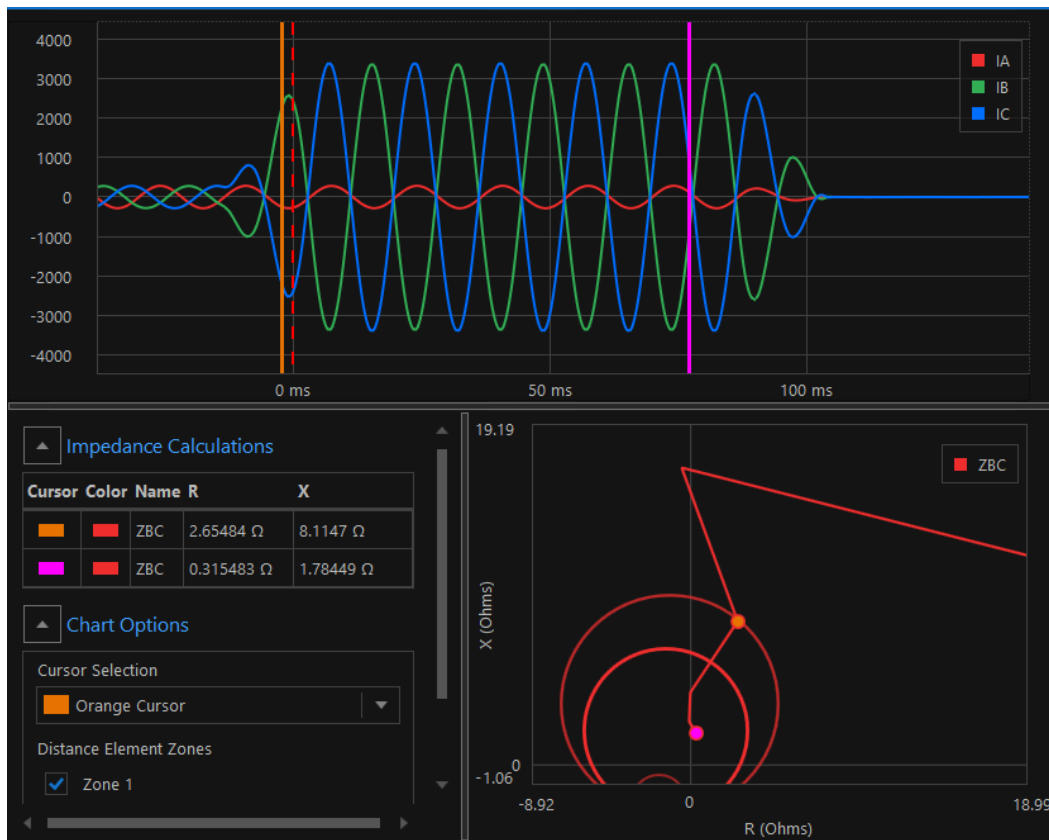 4000
3000
2000
1000
0
-1000
-2000
-3000
-4000
IA
IB
IC
0 ms 50 ms 100 ms
Impedance Calculations
Cursor Color Name R X
ZBC 2.65484 Ω 8.1147 Ω
ZBC 0.315483 Ω 1.78449 Ω
Chart Options
Cursor Selection
Orange Cursor
Distance Element Zones
Zone 1
19.19
ZBC
X (Ohms)
0
-1.06
-8.92 0 18.99
R (Ohms)